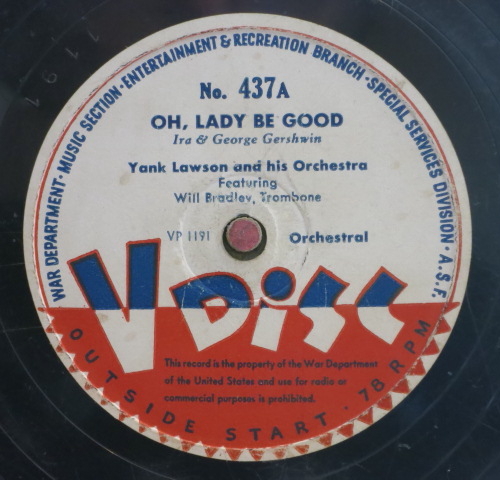 WAR DEPARTMENT · MUSIC SECTION · ENTERTAINMENT & RECREATION BRANCH · SPECIAL SERVICES DIVISION · A.S.F.
No. 437A
OH, LADY BE GOOD
Ira & George Gershwin
Yank Lawson and his Orchestra
Featuring
Will Bradley, Trombone
VP 1191 Orchestral
V DISC
This record is the property of the War Department
of the United States and use for radio or
commercial purposes is prohibited.
OUTSIDE START · 78 RPM
1191